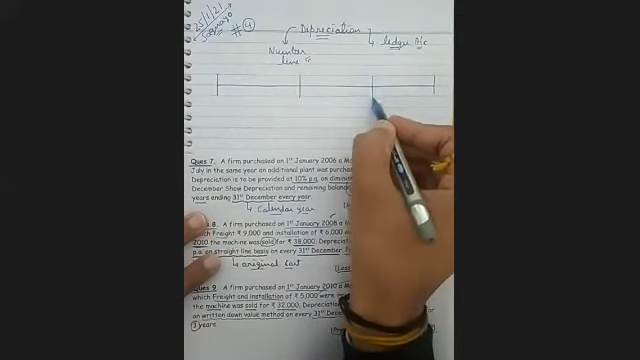 25/1/21
#4
Depreciation
Number
line
ledger A/c
Ques 7. A firm purchased on 1st January 2006 a
July in the same year an additional plant was purcha
Depreciation is to be provided at 10% p.a. on diminis
December Show Depreciation and remaining balance
years ending 31st December every year.
Calendar year
8. A firm purchased on 1st January 2008 a
which Freight ₹ 9,000 and installation of ₹ 6,000 w
2010 the machine was sold for ₹ 38,000. Depreciat
p.a. on straight line basis on every 31st December.
original cost
[Loss
Ques 9. A firm purchased on 1st January 2010 a
which Freight and installation of ₹ 5,000 were in
the machine was sold for ₹ 32,000. Depreciation
on written down value method on every 31st Dece
3 years.